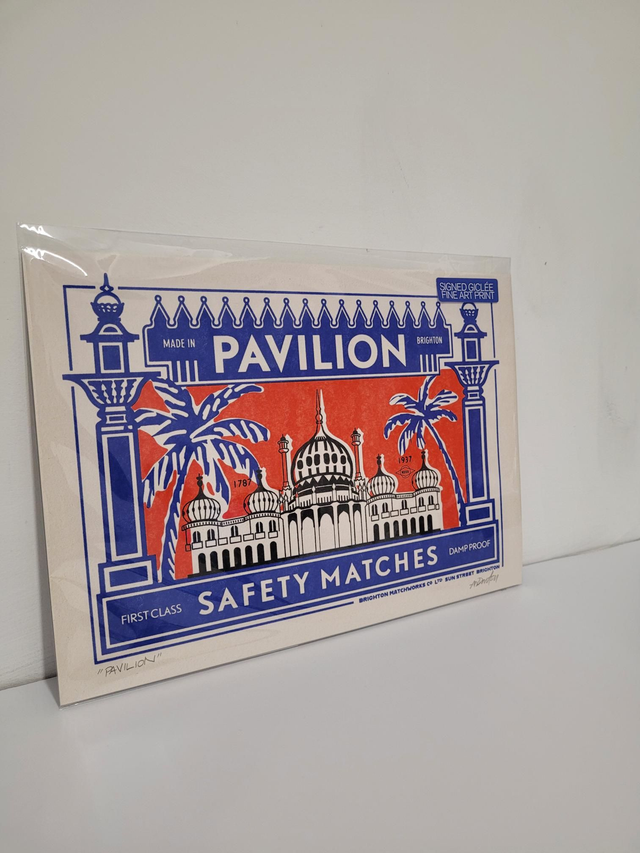 SIGNED GICLÉE
FINE ART PRINT
MADE IN
PAVILION
BRIGHTON
1787
1937
FIRST CLASS
SAFETY MATCHES
DAMP PROOF
BRIGHTON MATCHWORKS CO LTD SUN STREET BRIGHTON
"PAVILION"